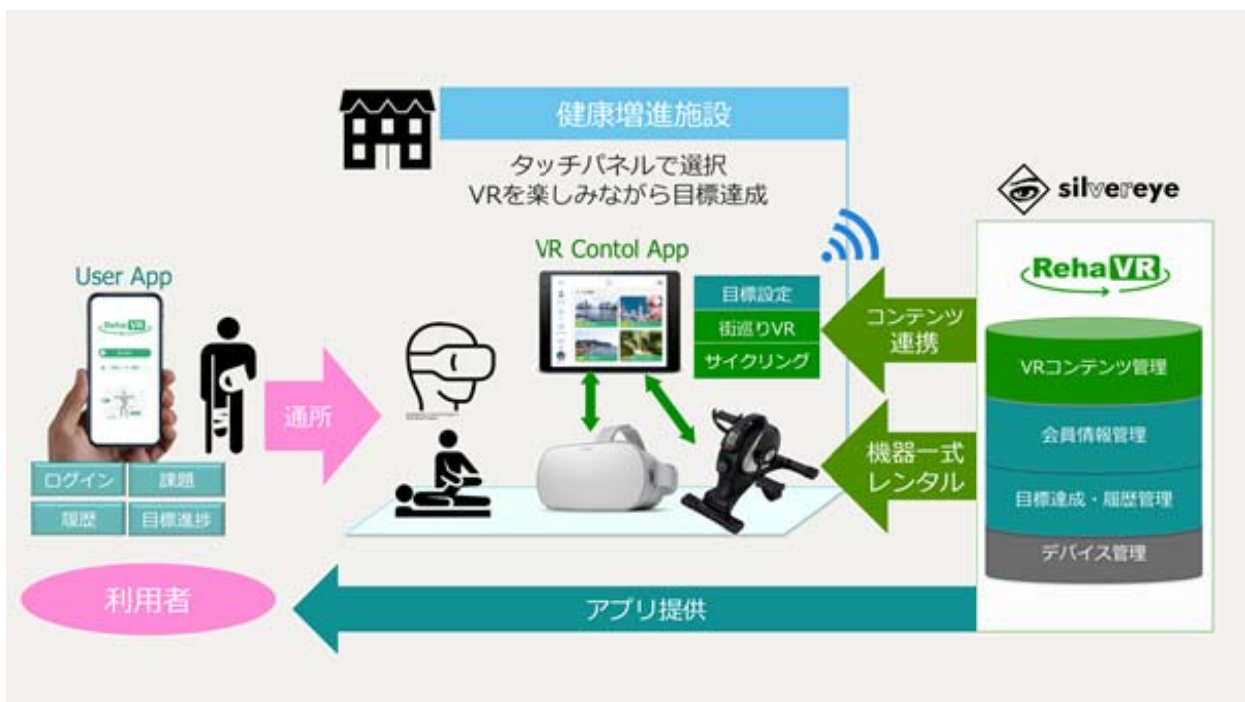 健康増進施設
タッチパネルで選択
VRを楽しみながら目標達成
silvereye
RehaVR
VR Contol App
User App
RehaVR
目標設定
街巡りVR
サイクリング
コンテンツ
連携
VRコンテンツ管理
会員情報管理
目標達成・履歴管理
デバイス管理
通所
機器一式
レンタル
ログイン
課題
履歴
目標進捗
利用者
アプリ提供